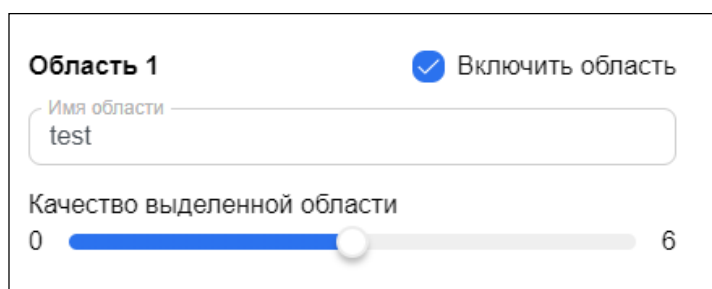 Область 1 Включить область
Имя области
test
Качество выделенной области
0 6